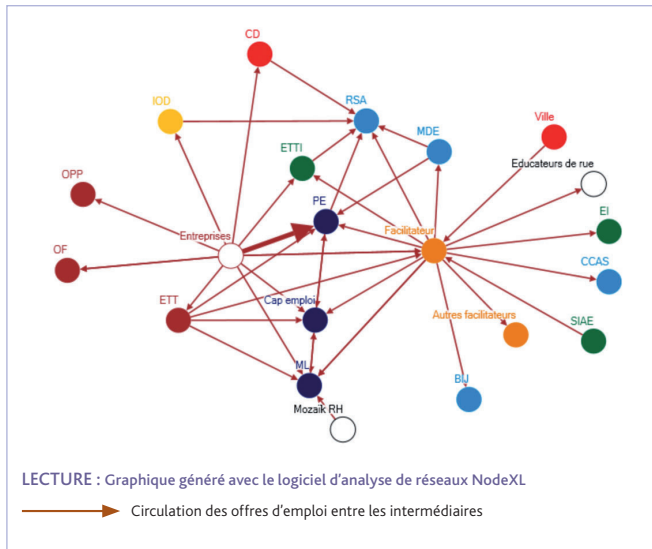 CD
IOD
RSA
MDE
Ville
Educateurs de rue
ETTI
OPP
PE
Entreprises
Facilitateur
EI
OF
CCAS
ETT
Cap emploi
Autres facilitateurs
SIAE
ML
BIJ
Mozaïk RH
LECTURE : Graphique généré avec le logiciel d'analyse de réseaux NodeXL
Circulation des offres d'emploi entre les intermédiaires